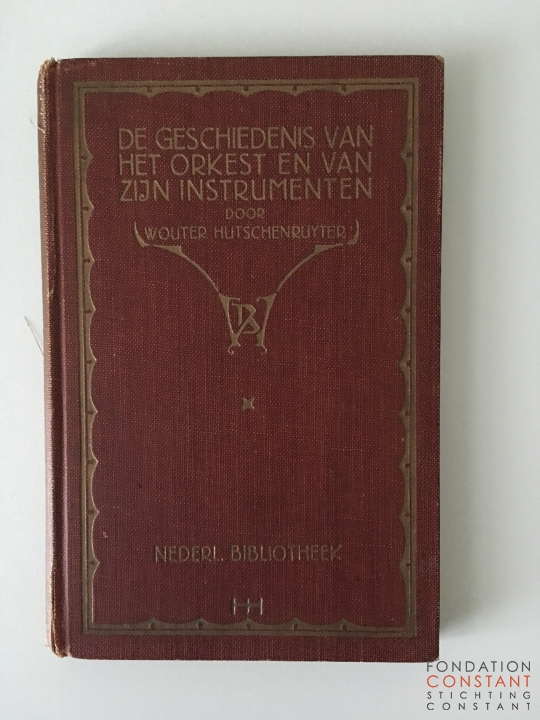 DE GESCHIEDENIS VAN
HET ORKEST EN VAN
ZIJN INSTRUMENTEN
DOOR
WOUTER HUTSCHENRUYTER
NEDERL. BIBLIOTHEEK
FONDATION
CONSTANT
STICHTING
CONSTANT